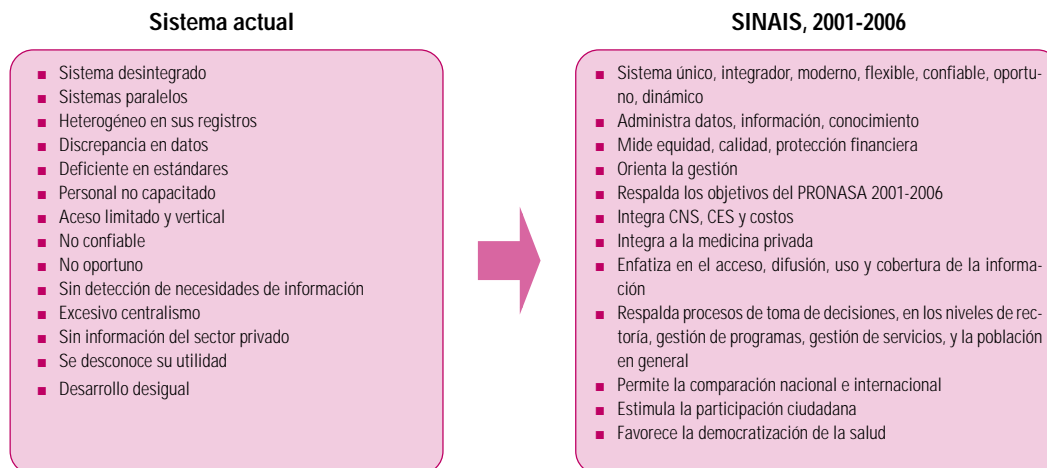 Sistema actual
■ Sistema desintegrado
■ Sistemas paralelos
■ Heterogéneo en sus registros
■ Discrepancia en datos
■ Deficiente en estándares
■ Personal no capacitado
■ Aceso limitado y vertical
■ No confiable
■ No oportuno
■ Sin detección de necesidades de información
■ Excesivo centralismo
■ Sin información del sector privado
■ Se desconoce su utilidad
■ Desarrollo desigual
SINAIS, 2001-2006
■ Sistema único, integrador, moderno, flexible, confiable, oportu-
no, dinámico
■ Administra datos, información, conocimiento
■ Mide equidad, calidad, protección financiera
■ Orienta la gestión
■ Respalda los objetivos del PRONASA 2001-2006
■ Integra CNS, CES y costos
■ Integra a la medicina privada
■ Enfatiza en el acceso, difusión, uso y cobertura de la informa-
ción
■ Respalda procesos de toma de decisiones, en los niveles de rec-
toría, gestión de programas, gestión de servicios, y la población
en general
■ Permite la comparación nacional e internacional
■ Estimula la participación ciudadana
■ Favorece la democratización de la salud